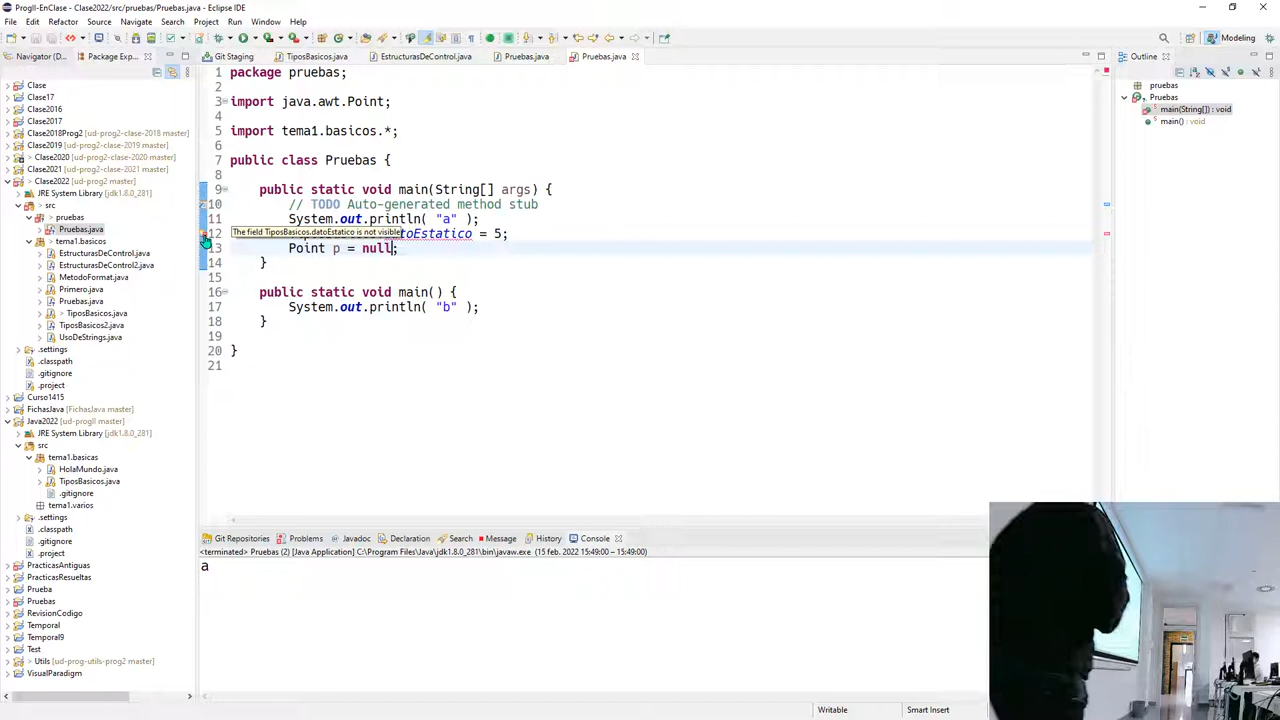 ProgII-EnClase - Clase2022/src/pruebas/Pruebas.java - Eclipse IDE
File Edit Refactor Source Navigate Search Project Run Window Help
Modeling
Navigator (D... Package Exp...
Git Staging TiposBasicos.java EstructurasDeControl.java Pruebas.java Pruebas.java
Outline
Clase
Clase17
Clase2016
Clase2017
Clase2018Prog2 [ud-prog2-clase-2018 master]
Clase2019 [ud-prog2-clase-2019 master]
> Clase2020 [ud-prog2-clase-2020 master]
Clase2021 [ud-prog2-clase-2021 master]
> Clase2022 [ud-prog2 master]
JRE System Library [jdk1.8.0_281]
> src
> pruebas
Pruebas.java
> tema1.basicos
EstructurasDeControl.java
EstructurasDeControl2.java
MetodoFormat.java
Primero.java
Pruebas.java
> TiposBasicos.java
TiposBasicos2.java
UsoDeStrings.java
.settings
.classpath
.gitignore
.project
Curso1415
FichasJava [FichasJava master]
Java2022 [ud-progII master]
JRE System Library [jdk1.8.0_281]
src
tema1.basicas
HolaMundo.java
TiposBasicos.java
.gitignore
tema1.varios
.settings
.classpath
.gitignore
.project
PracticasAntiguas
PracticasResueltas
Prueba
Pruebas
RevisionCodigo
Temporal
Temporal9
Test
> Utils [ud-prog-utils-prog2 master]
VisualParadigm
1 package pruebas;
2
3 import java.awt.Point;
4
5 import tema1.basicos.*;
6
7 public class Pruebas {
8
9 public static void main(String[] args) {
10 // TODO Auto-generated method stub
11 System.out.println( "a" );
The field TiposBasicos.datoEstatico is not visible
12 toEstatico = 5;
13 Point p = null;
14 }
15
16 public static void main() {
17 System.out.println( "b" );
18 }
19
20 }
21
pruebas
Pruebas
main(String[]) : void
main() : void
Git Repositories Problems Javadoc Declaration Search Message History Console
<terminated> Pruebas (2) [Java Application] C:\Program Files\Java\jdk1.8.0_281\bin\javaw.exe (15 feb. 2022 15:49:00 – 15:49:00)
a
Writable Smart Insert